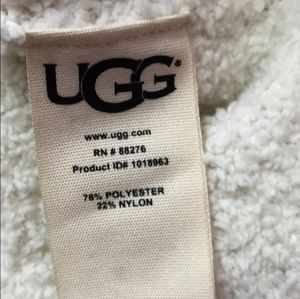 UGG®
www.ugg.com
RN # 88276
Product ID# 1018963
78% POLYESTER
22% NYLON